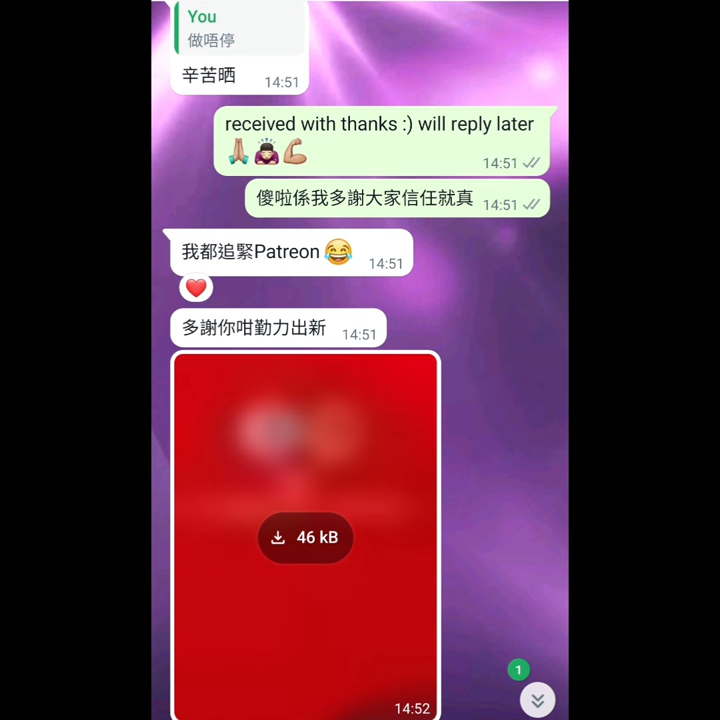 You
做唔停
辛苦晒
14:51
received with thanks :) will reply later
🙏🏼🙇🏻💪🏼
14:51
傻啦係我多謝大家信任就真
14:51
我都追緊Patreon 😂
14:51
❤️
多謝你咁勤力出新
14:51
46 kB
14:52
1